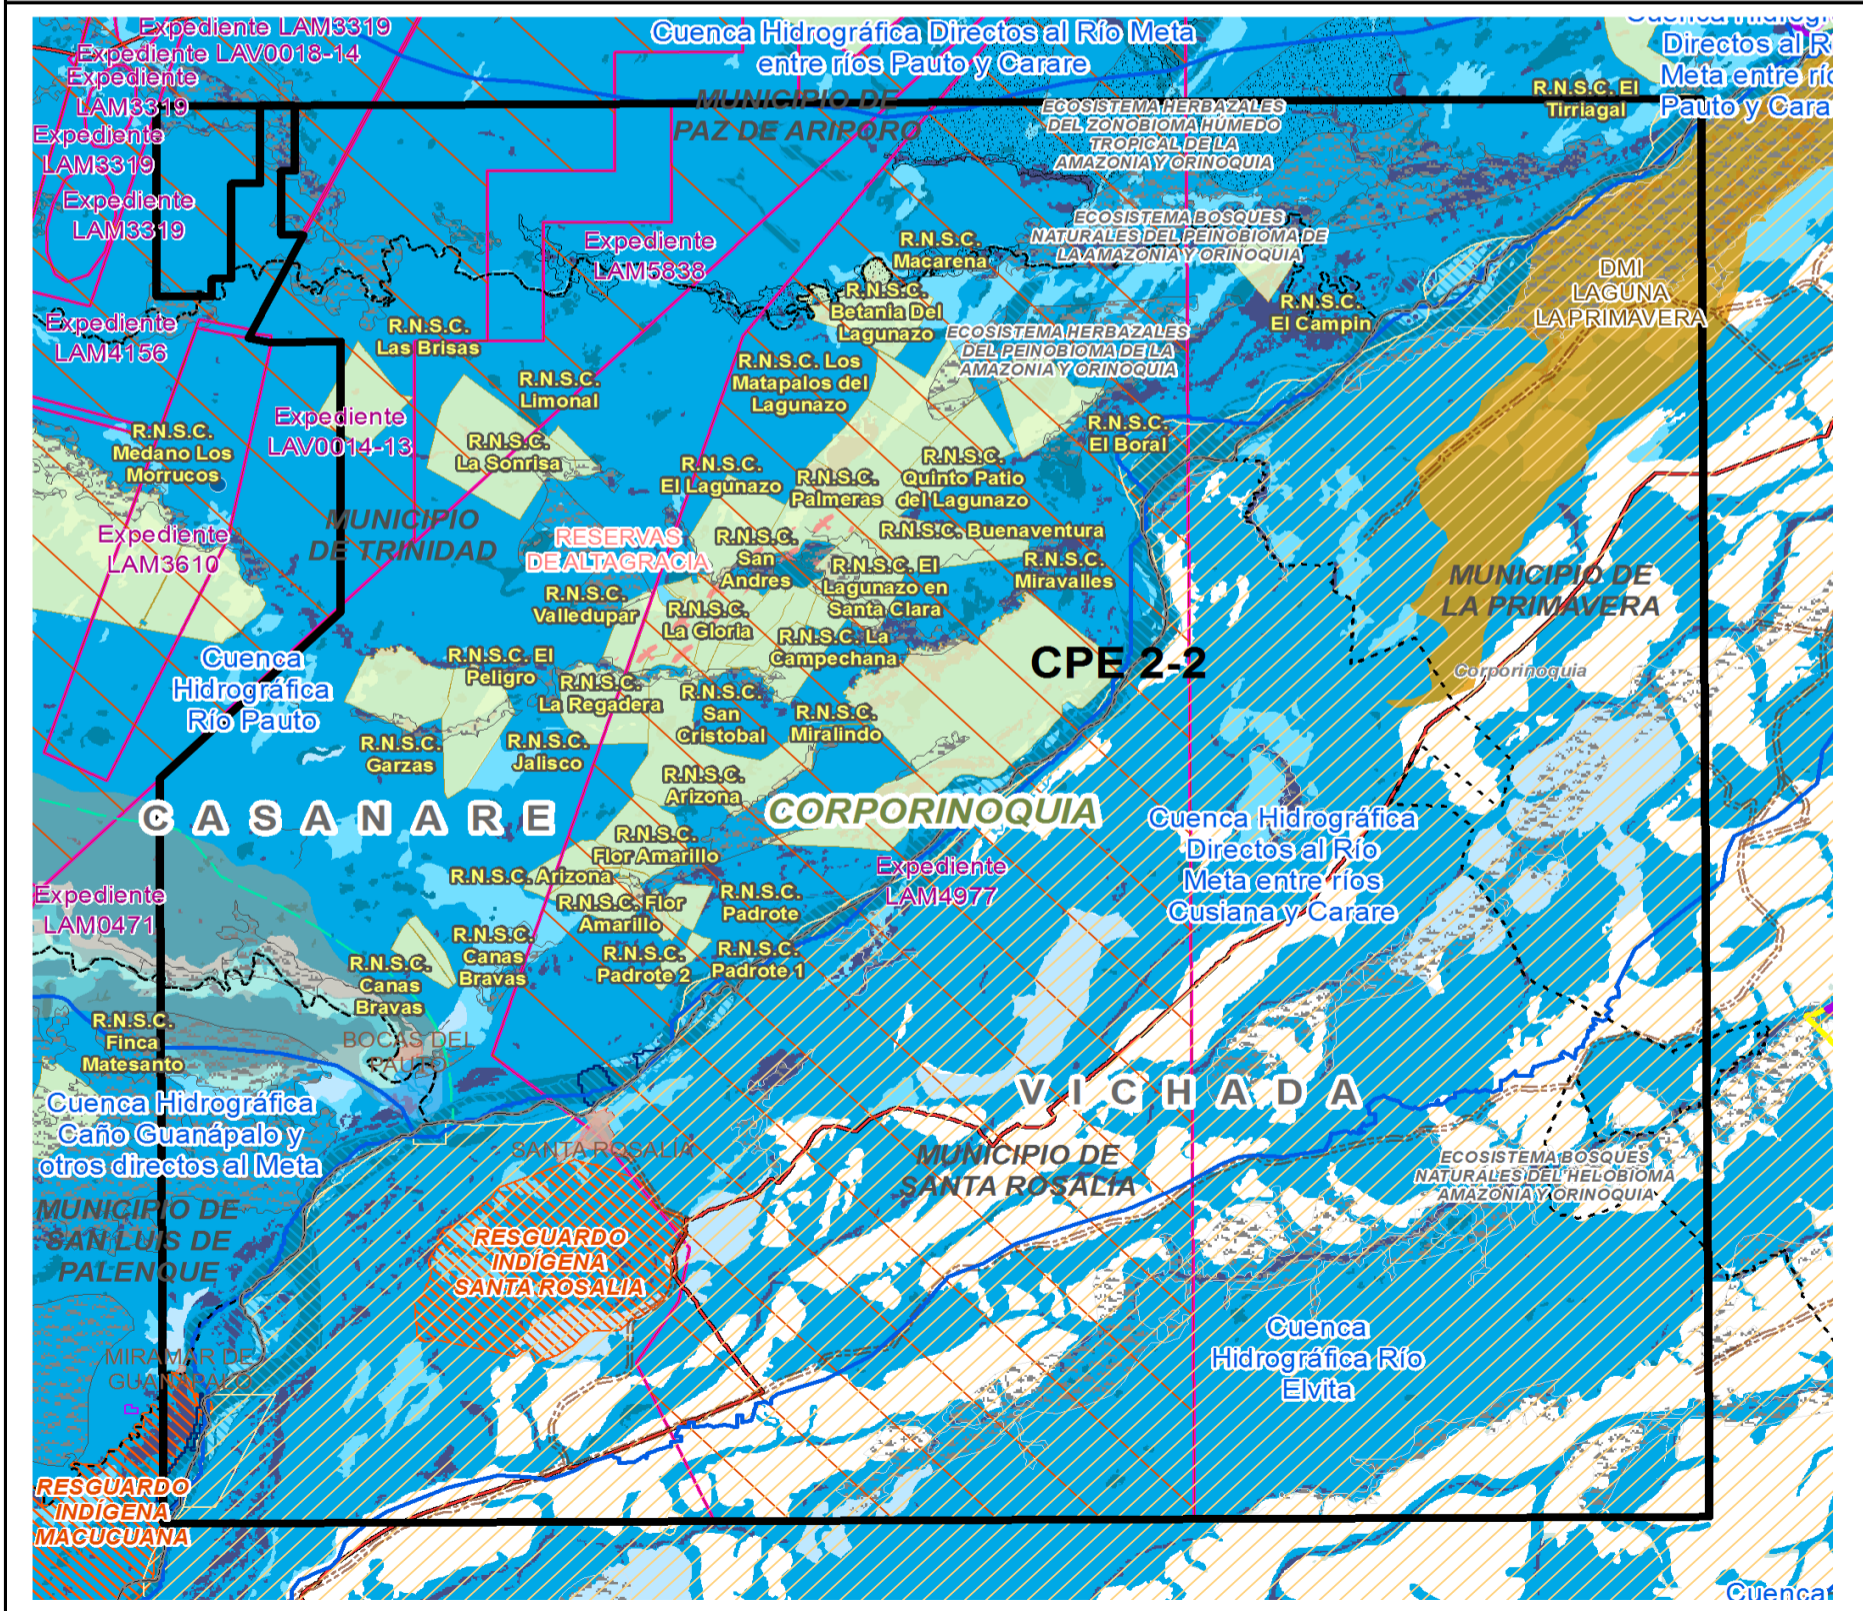 Expediente LAM3319
Expediente LAV0018-14
Expediente
LAM3319
Expediente
LAM3319
Expediente
LAM3319
Cuenca Hidrográfica Directos al Río Meta
entre ríos Pauto y Carare
Directos al R
Meta entre río
Pauto y Cara
MUNICIPIO DE
PAZ DE ARIPORO
ECOSISTEMA HERBAZALES
DEL ZONOBIOMA HÚMEDO
TROPICAL DE LA
AMAZONIA Y ORINOQUIA
R.N.S.C. El
Tirriagal
ECOSISTEMA BOSQUES
NATURALES DEL PEINOBIOMA DE
LA AMAZONIA Y ORINOQUIA
Expediente
LAM5838
R.N.S.C.
Macarena
R.N.S.C.
Betania Del
Lagunazo
R.N.S.C.
El Campin
DMI
LAGUNA
LA PRIMAVERA
ECOSISTEMA HERBAZALES
DEL PEINOBIOMA DE LA
AMAZONIA Y ORINOQUIA
Expediente
LAM4156
R.N.S.C.
Las Brisas
R.N.S.C.
Limonal
R.N.S.C. Los
Matapalos del
Lagunazo
Expediente
LAV0014-13
R.N.S.C.
Medano Los
Morrucos
R.N.S.C.
La Sonrisa
R.N.S.C.
El Boral
R.N.S.C.
El Lagunazo
R.N.S.C.
Palmeras
R.N.S.C.
Quinto Patio
del Lagunazo
Expediente
LAM3610
MUNICIPIO
DE TRINIDAD
RESERVAS
DE ALTAGRACIA
R.N.S.C.
San
Andres
R.N.S.C. Buenaventura
R.N.S.C. El
Lagunazo en
Santa Clara
R.N.S.C.
Miravalles
MUNICIPIO DE
LA PRIMAVERA
R.N.S.C.
Valledupar
R.N.S.C.
La Gloria
R.N.S.C. La
Campechana
CPE 2-2
Corporinoquia
Cuenca
Hidrográfica
Río Pauto
R.N.S.C. El
Peligro
R.N.S.C.
La Regadera
R.N.S.C.
San
Cristobal
R.N.S.C.
Miralindo
R.N.S.C.
Garzas
R.N.S.C.
Jalisco
R.N.S.C.
Arizona
CASANARE
CORPORINOQUIA
Cuenca Hidrográfica
Directos al Río
Meta entre ríos
Cusiana y Carare
R.N.S.C.
Flor Amarillo
R.N.S.C. Arizona
Expediente
LAM4977
Expediente
LAM0471
R.N.S.C. Flor
Amarillo
R.N.S.C.
Padrote
R.N.S.C.
Canas
Bravas
R.N.S.C.
Canas
Bravas
R.N.S.C.
Padrote 2
R.N.S.C.
Padrote 1
R.N.S.C.
Finca
Matesanto
BOCAS DEL
PAUTO
Cuenca Hidrográfica
Caño Guanápalo y
otros directos al Meta
VICHADA
SANTA ROSALIA
MUNICIPIO DE
SANTA ROSALÍA
ECOSISTEMA BOSQUES
NATURALES DEL HELOBIOMA
AMAZONIA Y ORINOQUIA
MUNICIPIO DE
SAN LUIS DE
PALENQUE
RESGUARDO
INDÍGENA
SANTA ROSALIA
Cuenca
Hidrográfica Río
Elvita
MIRAMAR DE
GUANAPALO
RESGUARDO
INDÍGENA
MACUCUANA
Cuenca